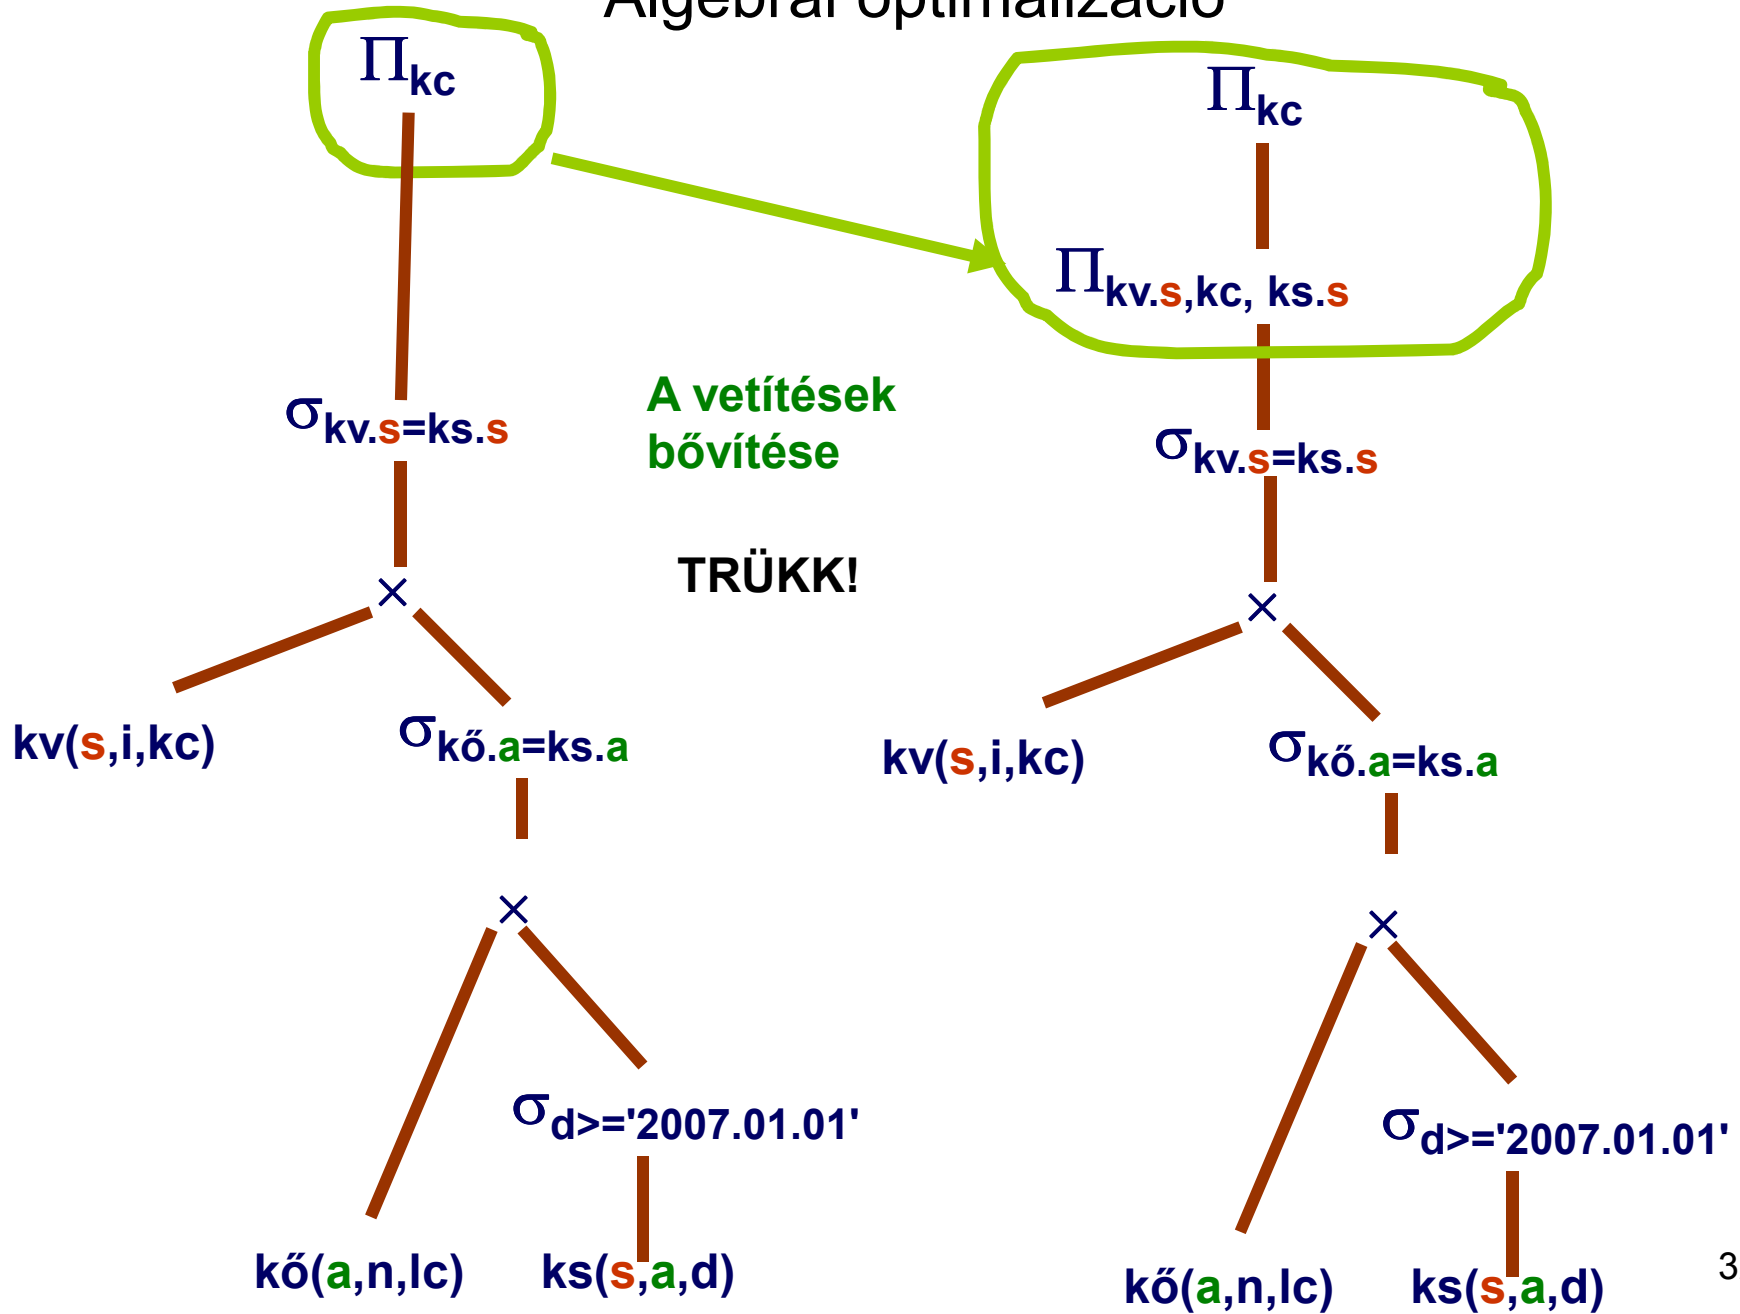 Algebrai optimalizáció
Πkc
σkv.s=ks.s
×
kv(s,i,kc)
σkő.a=ks.a
×
σd>='2007.01.01'
kő(a,n,lc)
ks(s,a,d)
A vetítések
bővítése
TRÜKK!
Πkc
Πkv.s,kc, ks.s
σkv.s=ks.s
×
kv(s,i,kc)
σkő.a=ks.a
×
σd>='2007.01.01'
kő(a,n,lc)
ks(s,a,d)
3